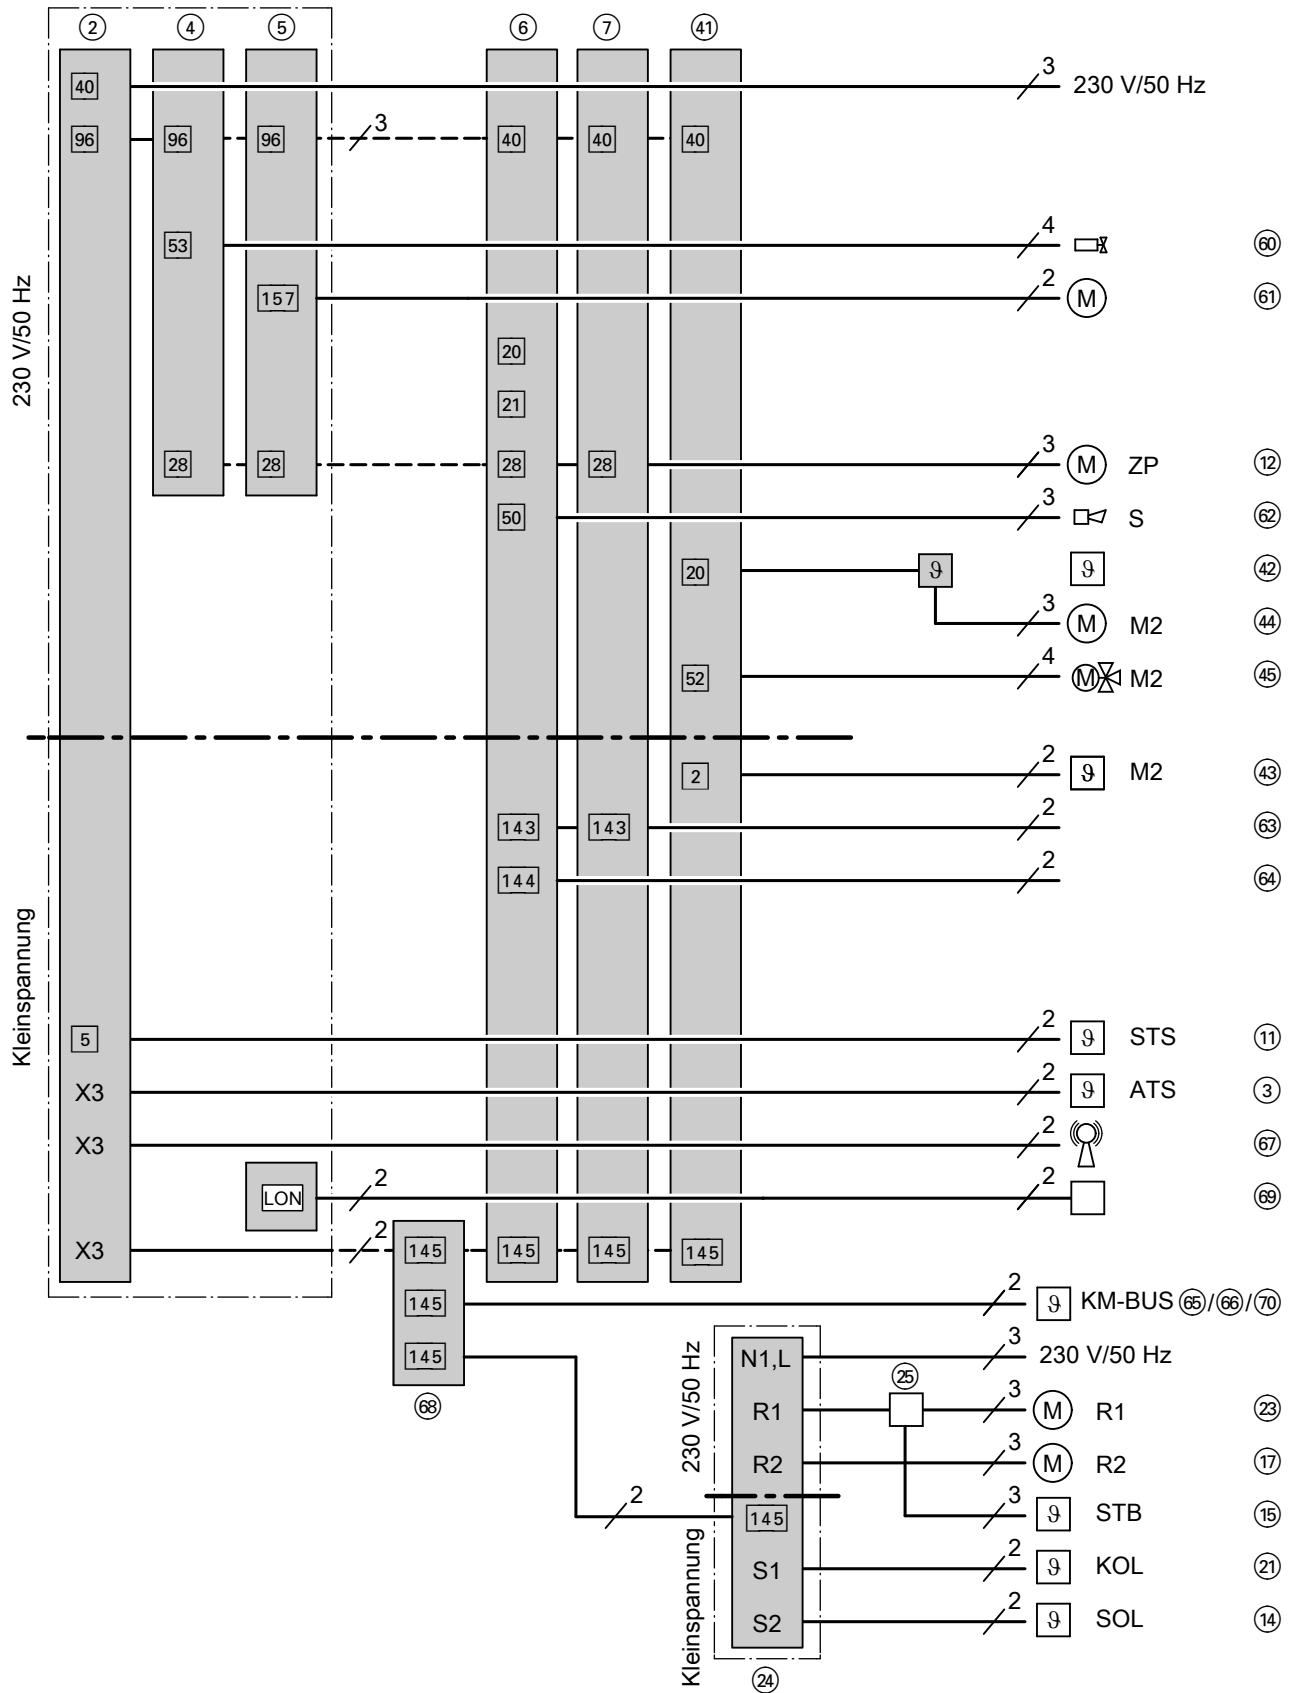 2 4 5 6 7 41
40 3 230 V/50 Hz
96 96 96 3 40 40 40
53 4 60
157 2 M 61
230 V/50 Hz
20
21
28 28 28 28 3 M ZP 12
50 3 S 62
20 ϑ ϑ 42
3 M M2 44
52 4 M M2 45
2 2 ϑ M2 43
143 143 2 63
144 2 64
Kleinspannung
5 2 ϑ STS 11
X3 2 ϑ ATS 3
X3 2 67
LON 2 2 69
X3 2 145 145 145 145
145 2 ϑ KM-BUS 65/66/70
145
68
230 V/50 Hz
N1,L 3 230 V/50 Hz
25
R1 3 M R1 23
R2 3 M R2 17
2 145 3 ϑ STB 15
Kleinspannung
S1 2 ϑ KOL 21
S2 2 ϑ SOL 14
24